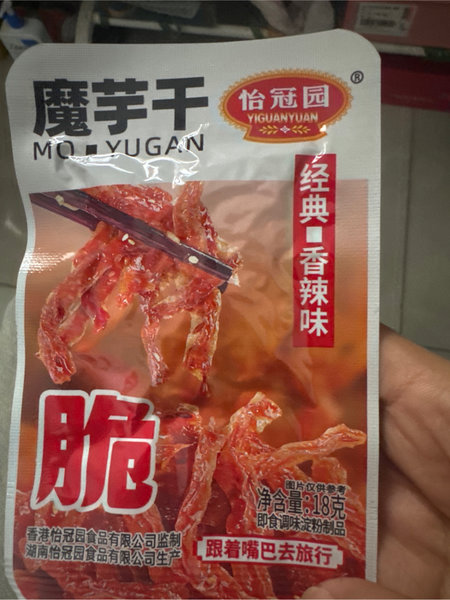 魔芋干
MO■YUGAN
怡冠园
YIGUANYUAN
®
经典■香辣味
脆
图片仅供参考
净含量:18克
即食调味淀粉制品
香港怡冠园食品有限公司监制
湖南怡冠园食品有限公司生产
跟着嘴巴去旅行